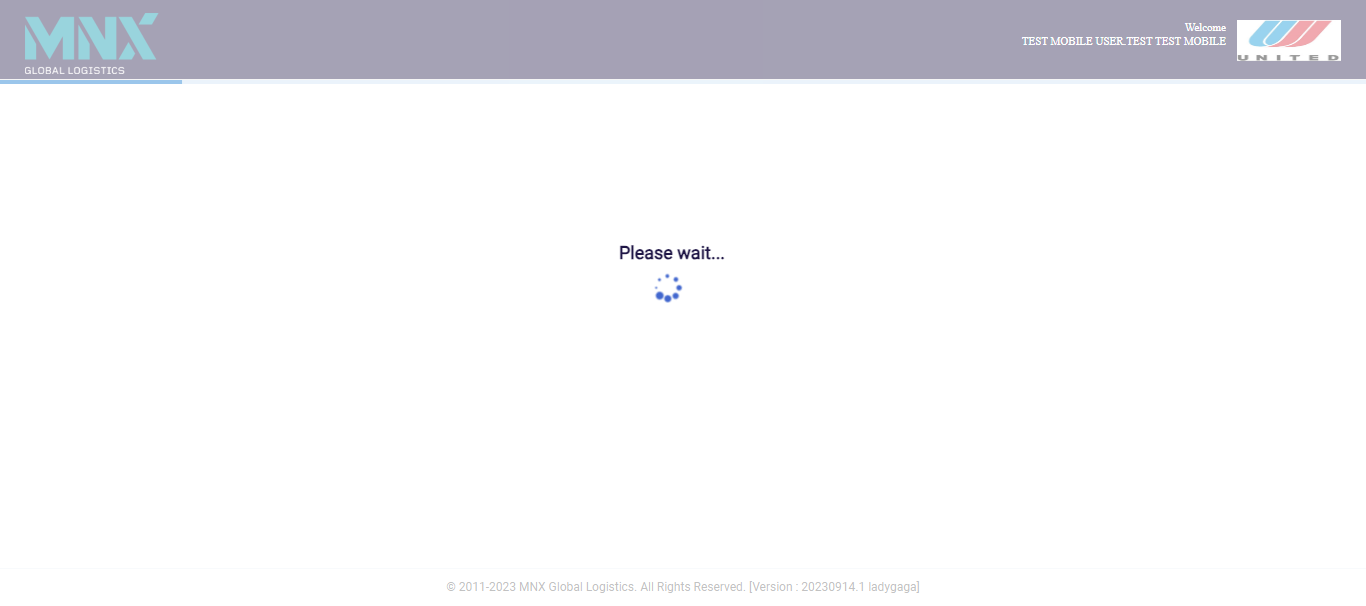 MNX
GLOBAL LOGISTICS
Welcome
TEST MOBILE USER.TEST TEST MOBILE
UNITED
Please wait...
© 2011-2023 MNX Global Logistics. All Rights Reserved. [Version : 20230914.1 ladygaga]